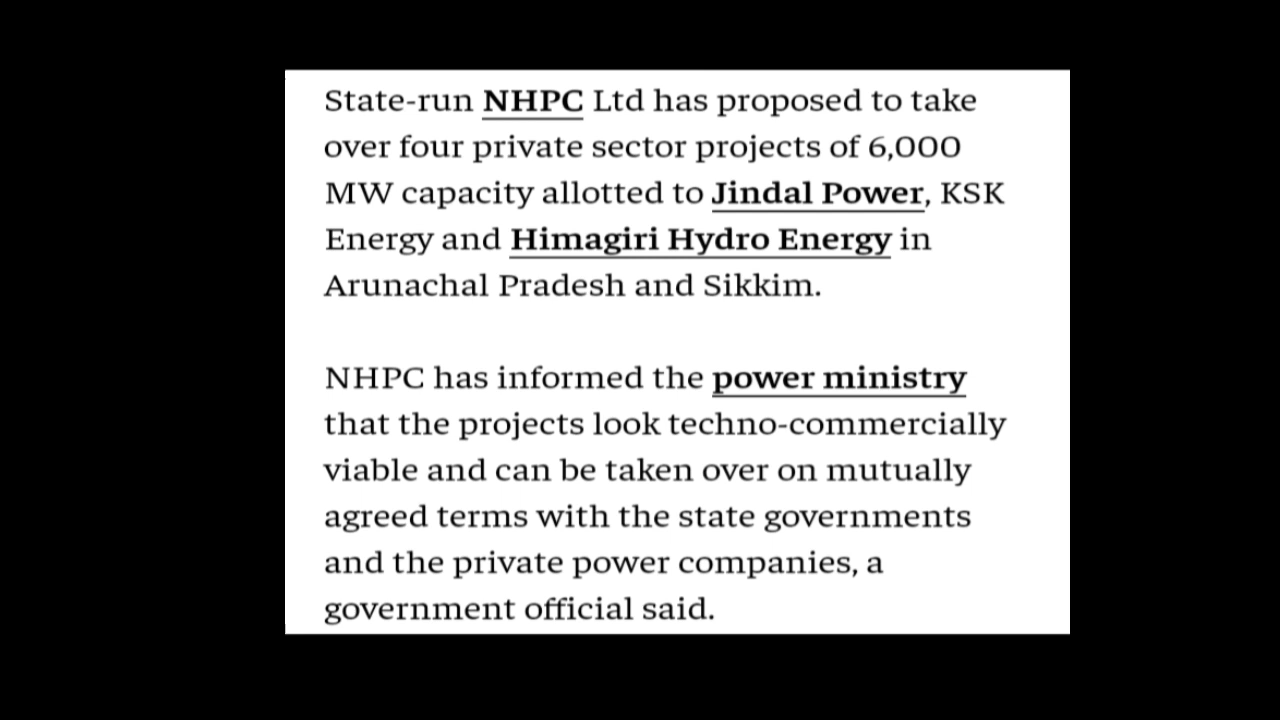 State-run NHPC Ltd has proposed to take
over four private sector projects of 6,000
MW capacity allotted to Jindal Power, KSK
Energy and Himagiri Hydro Energy in
Arunachal Pradesh and Sikkim.
NHPC has informed the power ministry
that the projects look techno-commercially
viable and can be taken over on mutually
agreed terms with the state governments
and the private power companies, a
government official said.